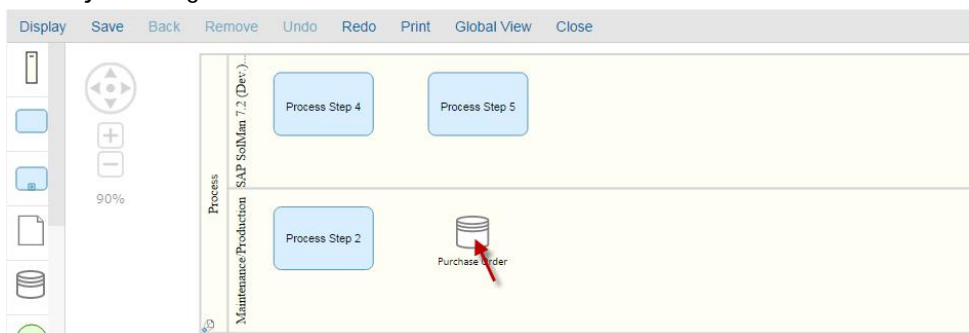 Display Save Back Remove Undo Redo Print Global View Close
90%
Process
SAP SolMan 7.2 (Dev.)...
Process Step 4
Process Step 5
Maintenance/Production
Process Step 2
Purchase Order